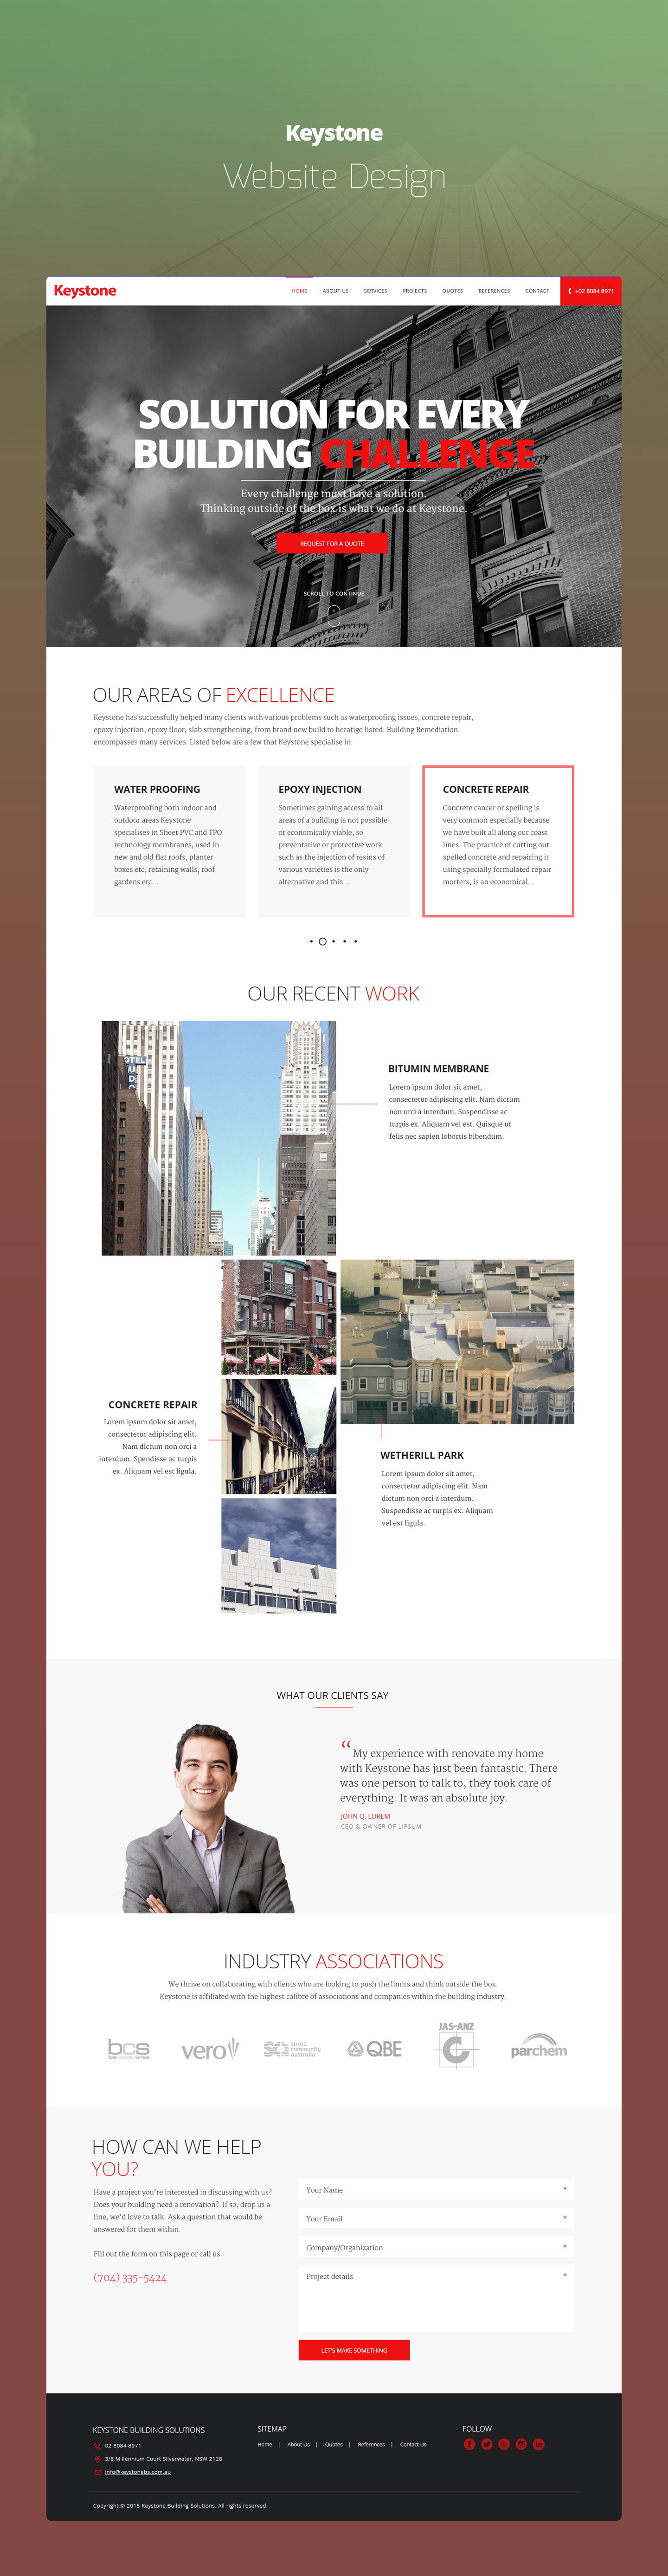 Keystone
Website Design
Keystone
HOME ABOUT US SERVICES PROJECTS QUOTES REFERENCES CONTACT +02 8084 8971
SOLUTION FOR EVERY
BUILDING CHALLENGE
Every challenge must have a solution.
Thinking outside of the box is what we do at Keystone.
REQUEST FOR A QUOTE
SCROLL TO CONTINUE
OUR AREAS OF EXCELLENCE
Keystone has successfully helped many clients with various problems such as waterproofing issues, concrete repair,
epoxy injection, epoxy floor, slab strengthening, from brand new build to heratige listed. Building Remediation
encompasses many services. Listed below are a few that Keystone specialise in:
WATER PROOFING
Waterproofing both indoor and
outdoor areas Keystone
specialises in Sheet PVC and TPO
technology membranes, used in
new and old flat roofs, planter
boxes etc, retaining walls, roof
gardens etc...
EPOXY INJECTION
Sometimes gaining access to all
areas of a building is not possible
or economically viable, so
preventative or protective work
such as the injection of resins of
various varieties is the only
alternative and this...
CONCRETE REPAIR
Concrete cancer or spelling is
very common especially because
we have built all along our coast
lines. The practice of cutting out
spelled concrete and repairing it
using specially formulated repair
morters, is an economical...
OUR RECENT WORK
BITUMIN MEMBRANE
Lorem ipsum dolor sit amet,
consectetur adipiscing elit. Nam dictum
non orci a interdum. Suspendisse ac
turpis ex. Aliquam vel est. Quisque ut
felis nec sapien lobortis bibendum.
CONCRETE REPAIR
Lorem ipsum dolor sit amet,
consectetur adipiscing elit.
Nam dictum non orci a
interdum. Spendisse ac turpis
ex. Aliquam vel est ligula.
WETHERILL PARK
Lorem ipsum dolor sit amet,
consectetur adipiscing elit. Nam
dictum non orci a interdum.
Suspendisse ac turpis ex. Aliquam
vel est ligula.
WHAT OUR CLIENTS SAY
“ My experience with renovate my home
with Keystone has just been fantastic. There
was one person to talk to, they took care of
everything. It was an absolute joy.
JOHN Q. LOREM
CEO & OWNER OF LIPSUM
INDUSTRY ASSOCIATIONS
We thrive on collaborating with clients who are looking to push the limits and think outside the box.
Keystone is affiliated with the highest calibre of associations and companies within the building industry.
bcs
vero
strata
community
australia
QBE
JAS-ANZ
parchem
HOW CAN WE HELP
YOU?
Have a project you're interested in discussing with us?
Does your building need a renovation? If so, drop us a
line, we'd love to talk. Ask a question that would be
answered for them within.
Fill out the form on this page or call us
(704) 335-5424
Your Name *
Your Email *
Company/Organization *
Project details *
LET'S MAKE SOMETHING
KEYSTONE BUILDING SOLUTIONS
02 8084 8971
3/8 Millennium Court Silverwater, NSW 2128
info@keystonebs.com.au
SITEMAP
Home | About Us | Quotes | References | Contact Us
FOLLOW
Copyright © 2015 Keystone Building Solutions. All rights reserved.